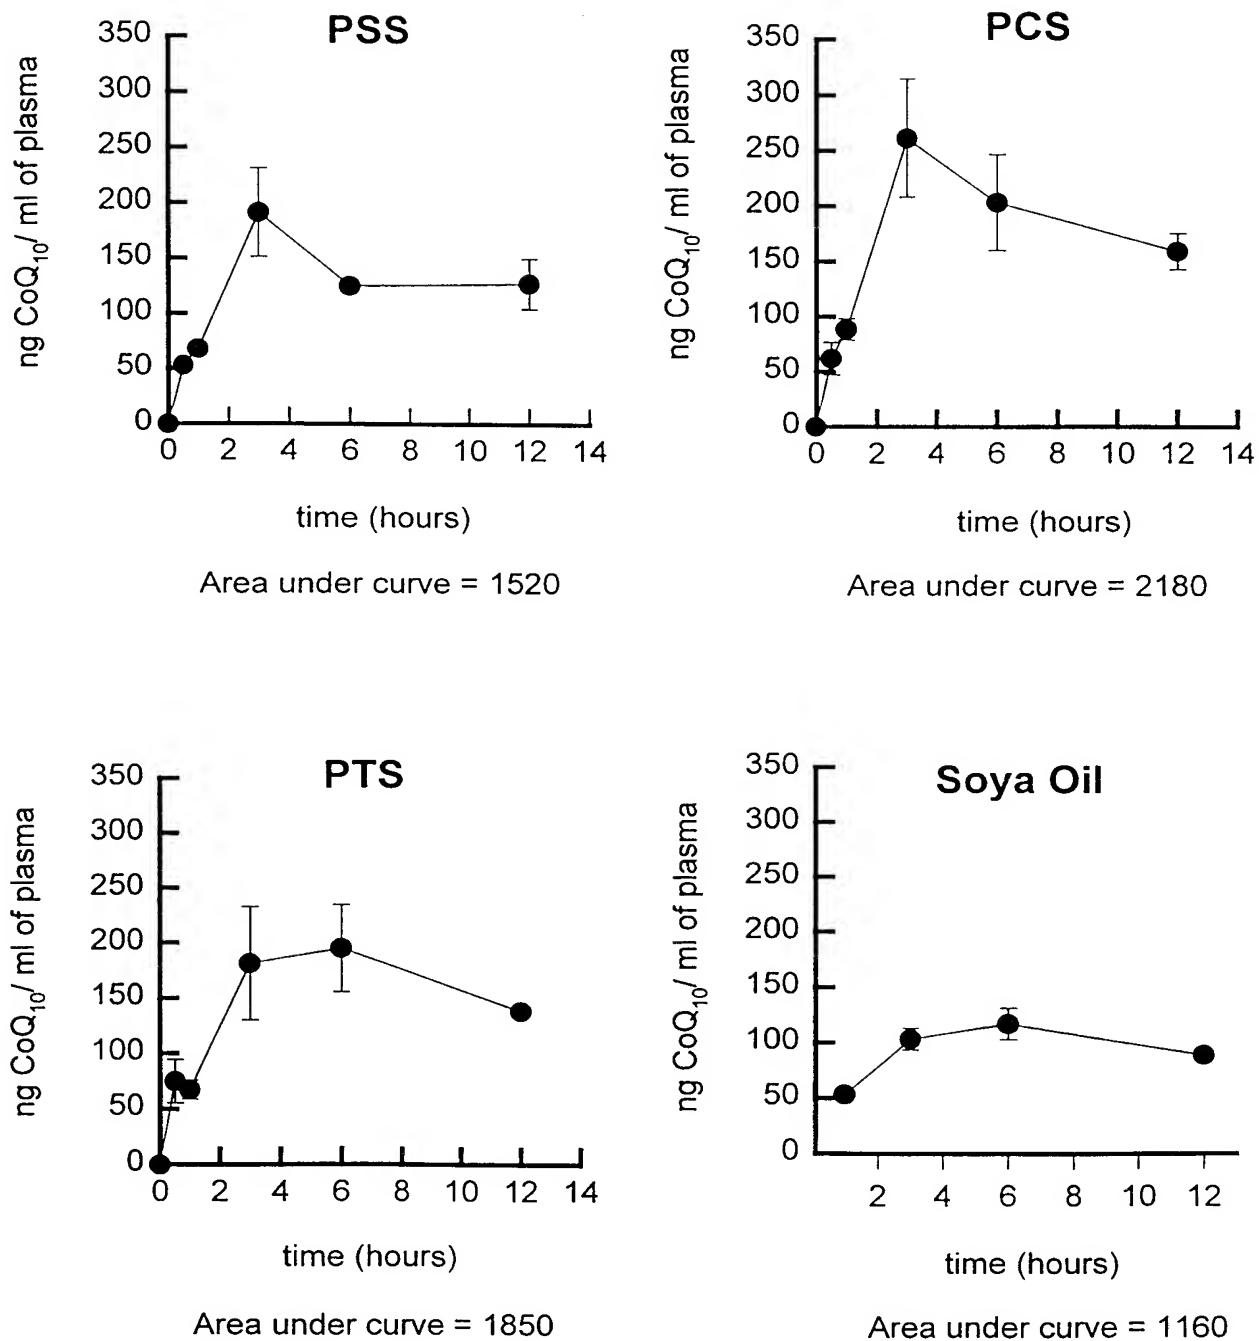 PSS
ng CoQ10/ ml of plasma
350
300
250
200
150
100
50
0
0 2 4 6 8 10 12 14
time (hours)
Area under curve = 1520
PCS
ng CoQ10/ ml of plasma
350
300
250
200
150
100
50
0
0 2 4 6 8 10 12 14
time (hours)
Area under curve = 2180
PTS
ng CoQ10/ ml of plasma
350
300
250
200
150
100
50
0
0 2 4 6 8 10 12 14
time (hours)
Area under curve = 1850
Soya Oil
ng CoQ10/ ml of plasma
350
300
250
200
150
100
50
0
2 4 6 8 10 12
time (hours)
Area under curve = 1160